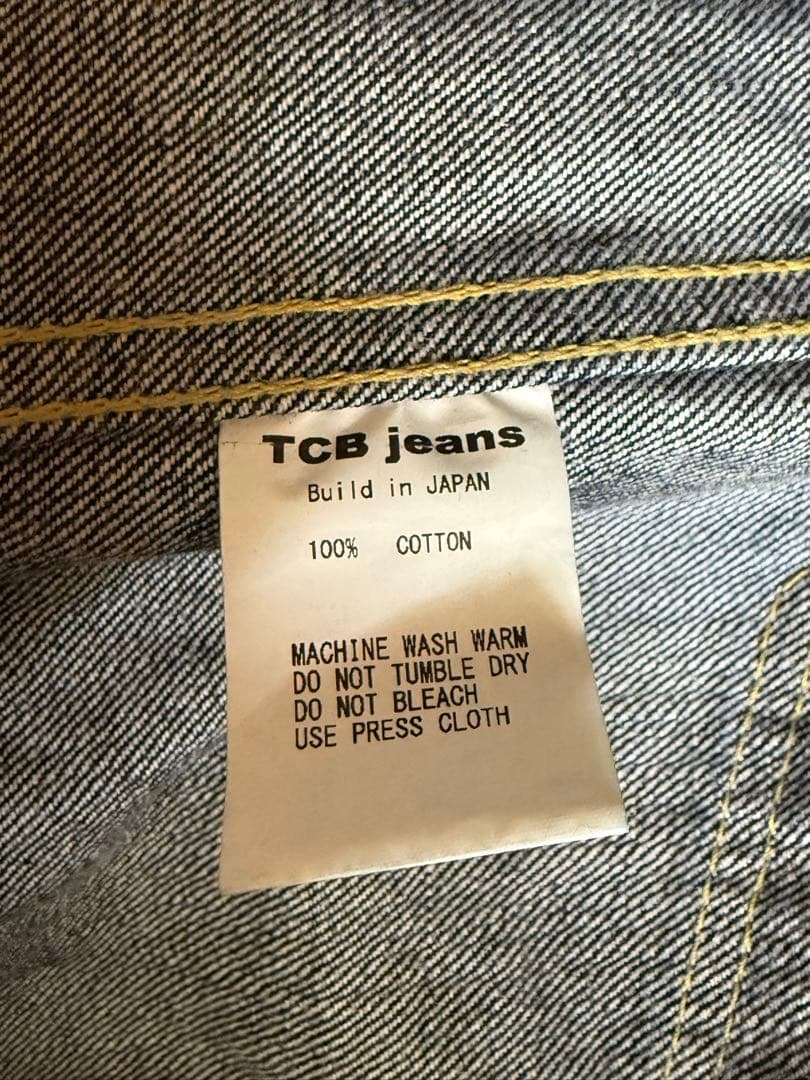 TCB jeans
Build in JAPAN
100% COTTON
MACHINE WASH WARM
DO NOT TUMBLE DRY
DO NOT BLEACH
USE PRESS CLOTH